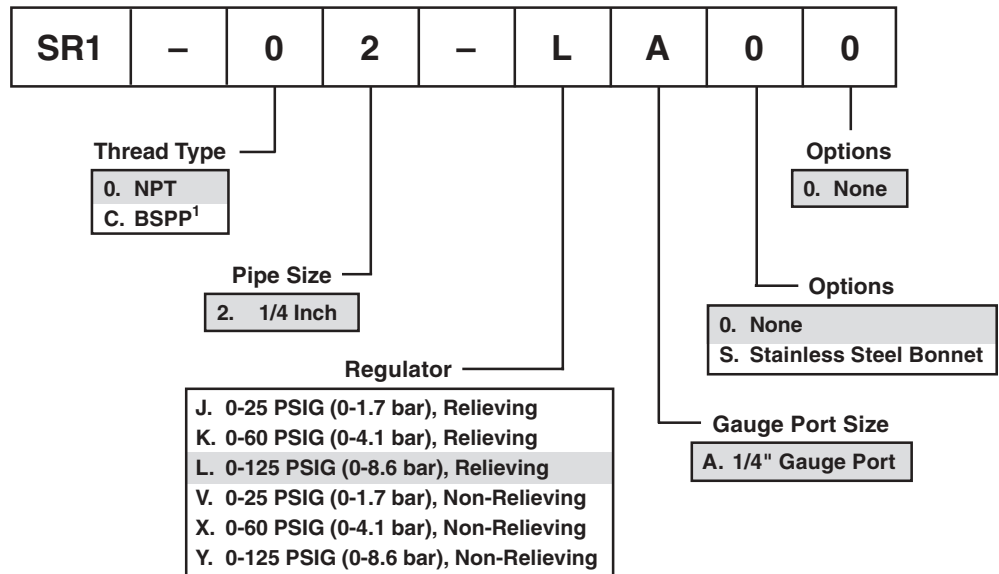 SR1 – 0 2 – L A 0 0
Thread Type
0. NPT
C. BSPP¹
Pipe Size
2. 1/4 Inch
Regulator
J. 0-25 PSIG (0-1.7 bar), Relieving
K. 0-60 PSIG (0-4.1 bar), Relieving
L. 0-125 PSIG (0-8.6 bar), Relieving
V. 0-25 PSIG (0-1.7 bar), Non-Relieving
X. 0-60 PSIG (0-4.1 bar), Non-Relieving
Y. 0-125 PSIG (0-8.6 bar), Non-Relieving
Options
0. None
Options
0. None
S. Stainless Steel Bonnet
Gauge Port Size
A. 1/4" Gauge Port